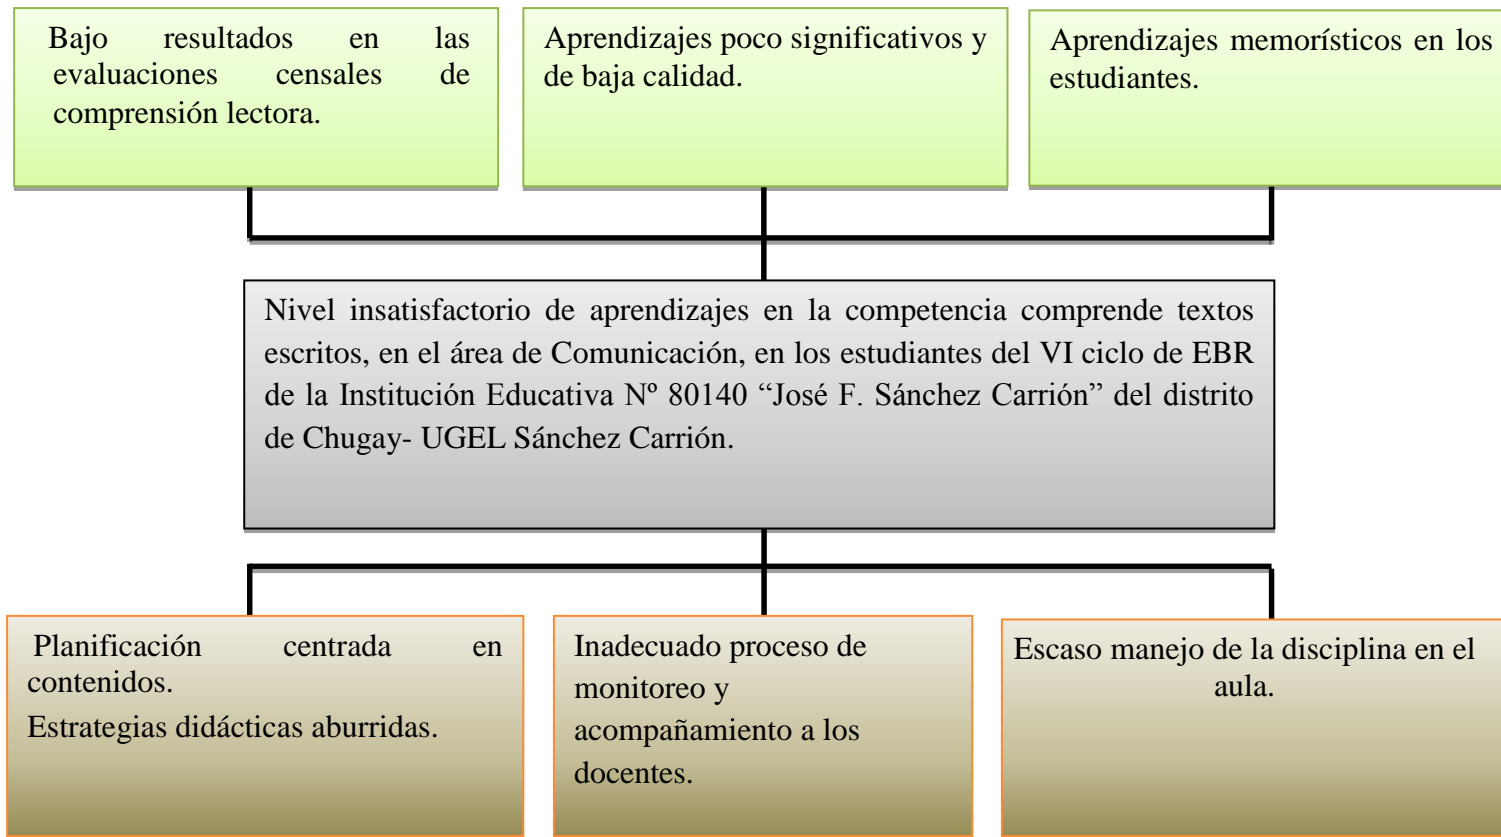 Bajo resultados en las
evaluaciones censales de
comprensión lectora.
Aprendizajes poco significativos y
de baja calidad.
Aprendizajes memorísticos en los
estudiantes.
Nivel insatisfactorio de aprendizajes en la competencia comprende textos
escritos, en el área de Comunicación, en los estudiantes del VI ciclo de EBR
de la Institución Educativa Nº 80140 “José F. Sánchez Carrión” del distrito
de Chugay- UGEL Sánchez Carrión.
Planificación centrada en
contenidos.
Estrategias didácticas aburridas.
Inadecuado proceso de
monitoreo y
acompañamiento a los
docentes.
Escaso manejo de la disciplina en el
aula.